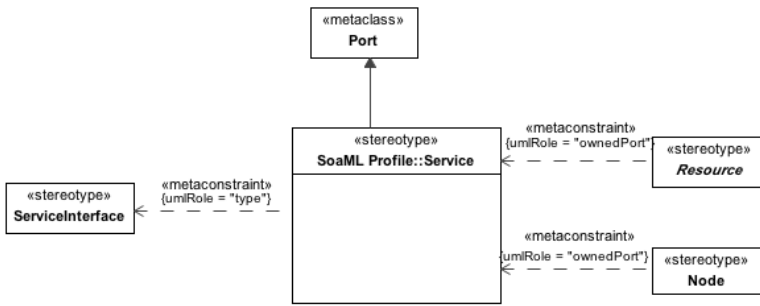 «metaclass»
Port
«stereotype»
SoaML Profile::Service
«metaconstraint»
{umlRole = "ownedPort"}
«stereotype»
Resource
«metaconstraint»
{umlRole = "type"}
«stereotype»
ServiceInterface
«metaconstraint»
{umlRole = "ownedPort"}
«stereotype»
Node